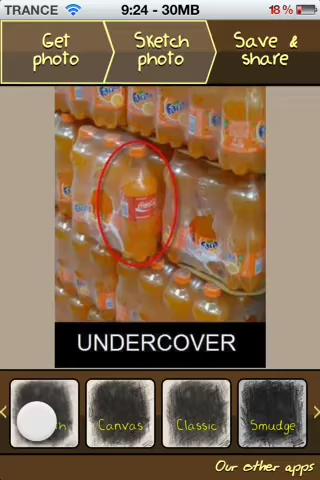 TRANCE 9:24 - 30MB 18%
Get photo
Sketch photo
Save & share
Fanta
Coca-Cola
UNDERCOVER
Canvas Classic Smudge
Our other apps